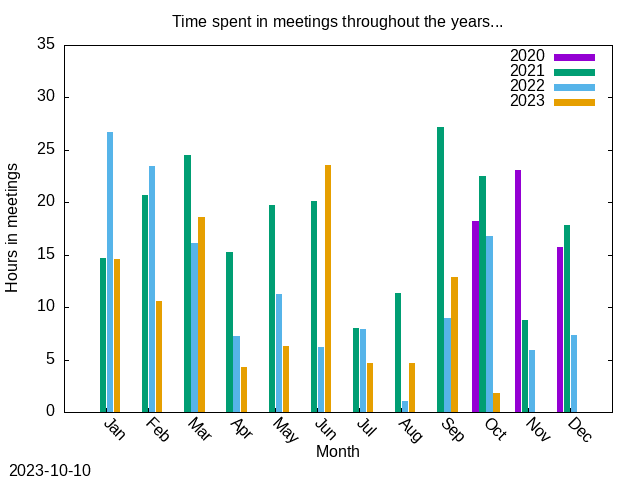 Time spent in meetings throughout the years...
2020
2021
2022
2023
Hours in meetings
35
30
25
20
15
10
5
0
Jan
Feb
Mar
Apr
May
Jun
Jul
Aug
Sep
Oct
Nov
Dec
Month
2023-10-10